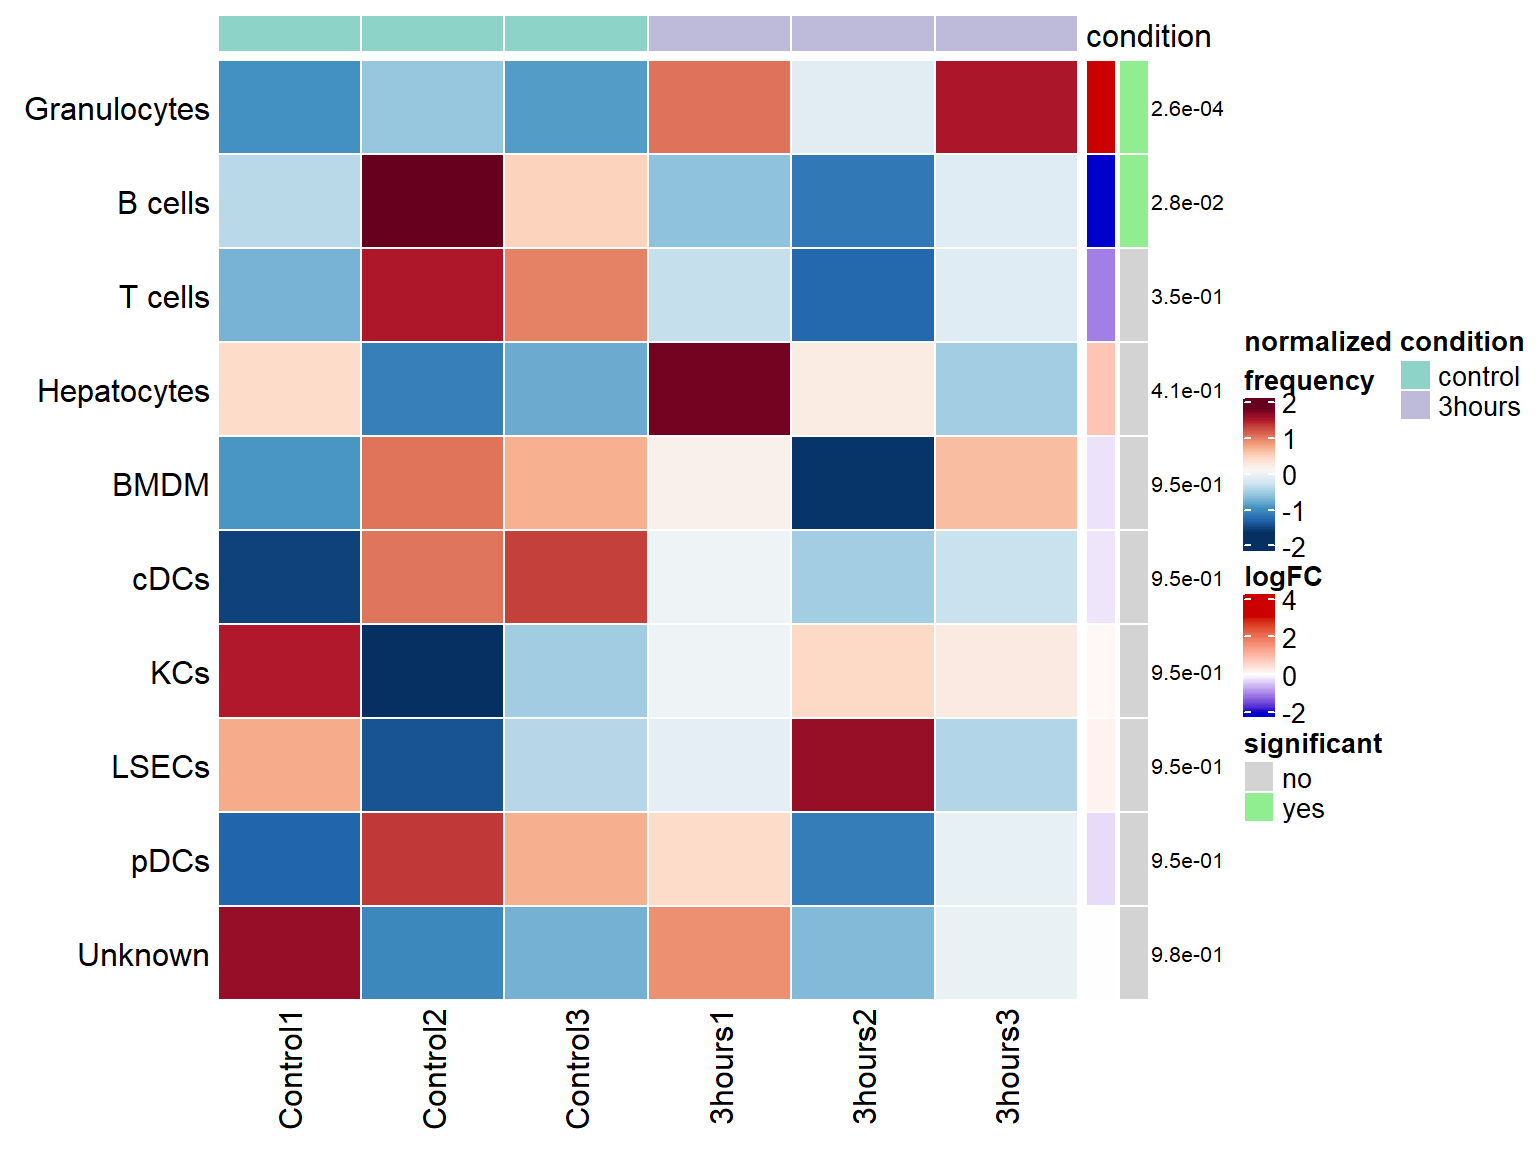 condition
Granulocytes 2.6e-04
B cells 2.8e-02
T cells 3.5e-01
Hepatocytes 4.1e-01
BMDM 9.5e-01
cDCs 9.5e-01
KCs 9.5e-01
LSECs 9.5e-01
pDCs 9.5e-01
Unknown 9.8e-01
Control1 Control2 Control3 3hours1 3hours2 3hours3
normalized
frequency
2
1
0
-1
-2
logFC
4
2
0
-2
significant
no
yes
condition
control
3hours